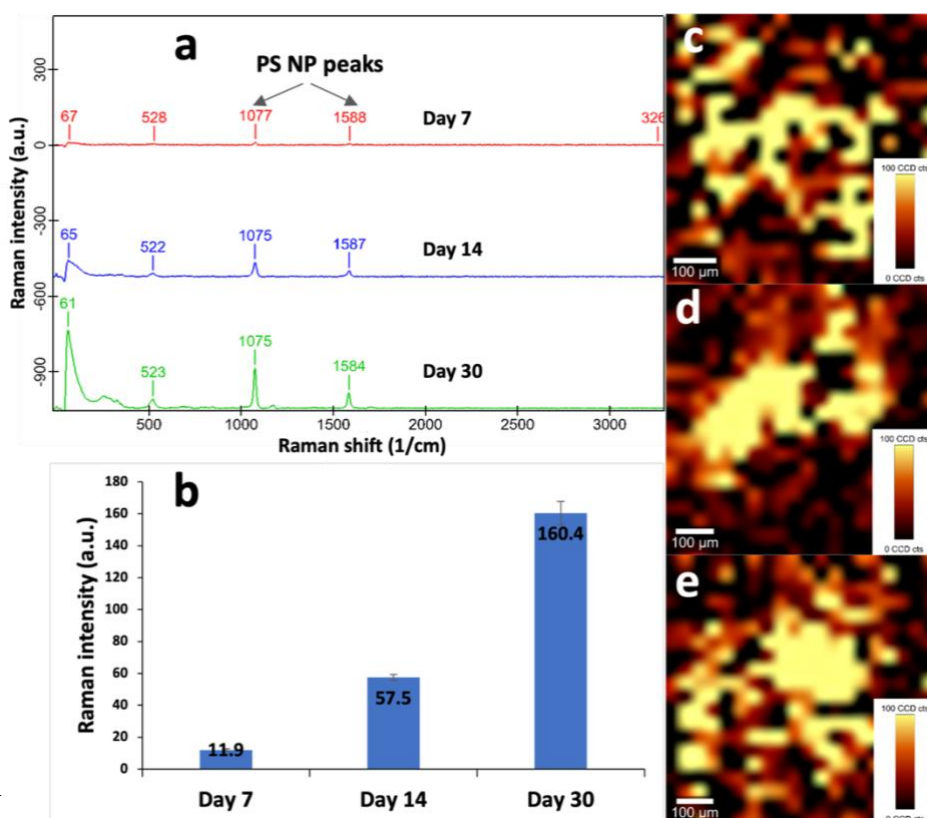 a
PS NP peaks
Raman intensity (a.u.)
300
0
-300
-600
-900
67
528
1077
1588
326
Day 7
65
522
1075
1587
Day 14
61
523
1075
1584
Day 30
500
1000
1500
2000
2500
3000
Raman shift (1/cm)
b
Raman intensity (a.u.)
180
160
140
120
100
80
60
40
20
0
11.9
57.5
160.4
Day 7
Day 14
Day 30
c
100 CCD cts
0 CCD cts
100 µm
d
100 CCD cts
0 CCD cts
100 µm
e
100 CCD cts
100 µm